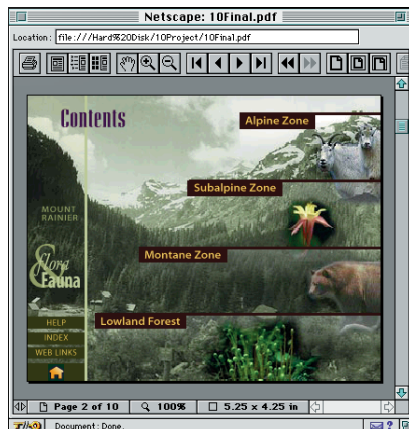 Netscape: 10Final.pdf
Location: file:///Hard%20Disk/10Project/10Final.pdf
Contents
Alpine Zone
Subalpine Zone
MOUNT
RAINIER
Montane Zone
Flora
&Fauna
Lowland Forest
HELP
INDEX
WEB LINKS
Page 2 of 10
100%
5.25 x 4.25 in
Document: Done.
?